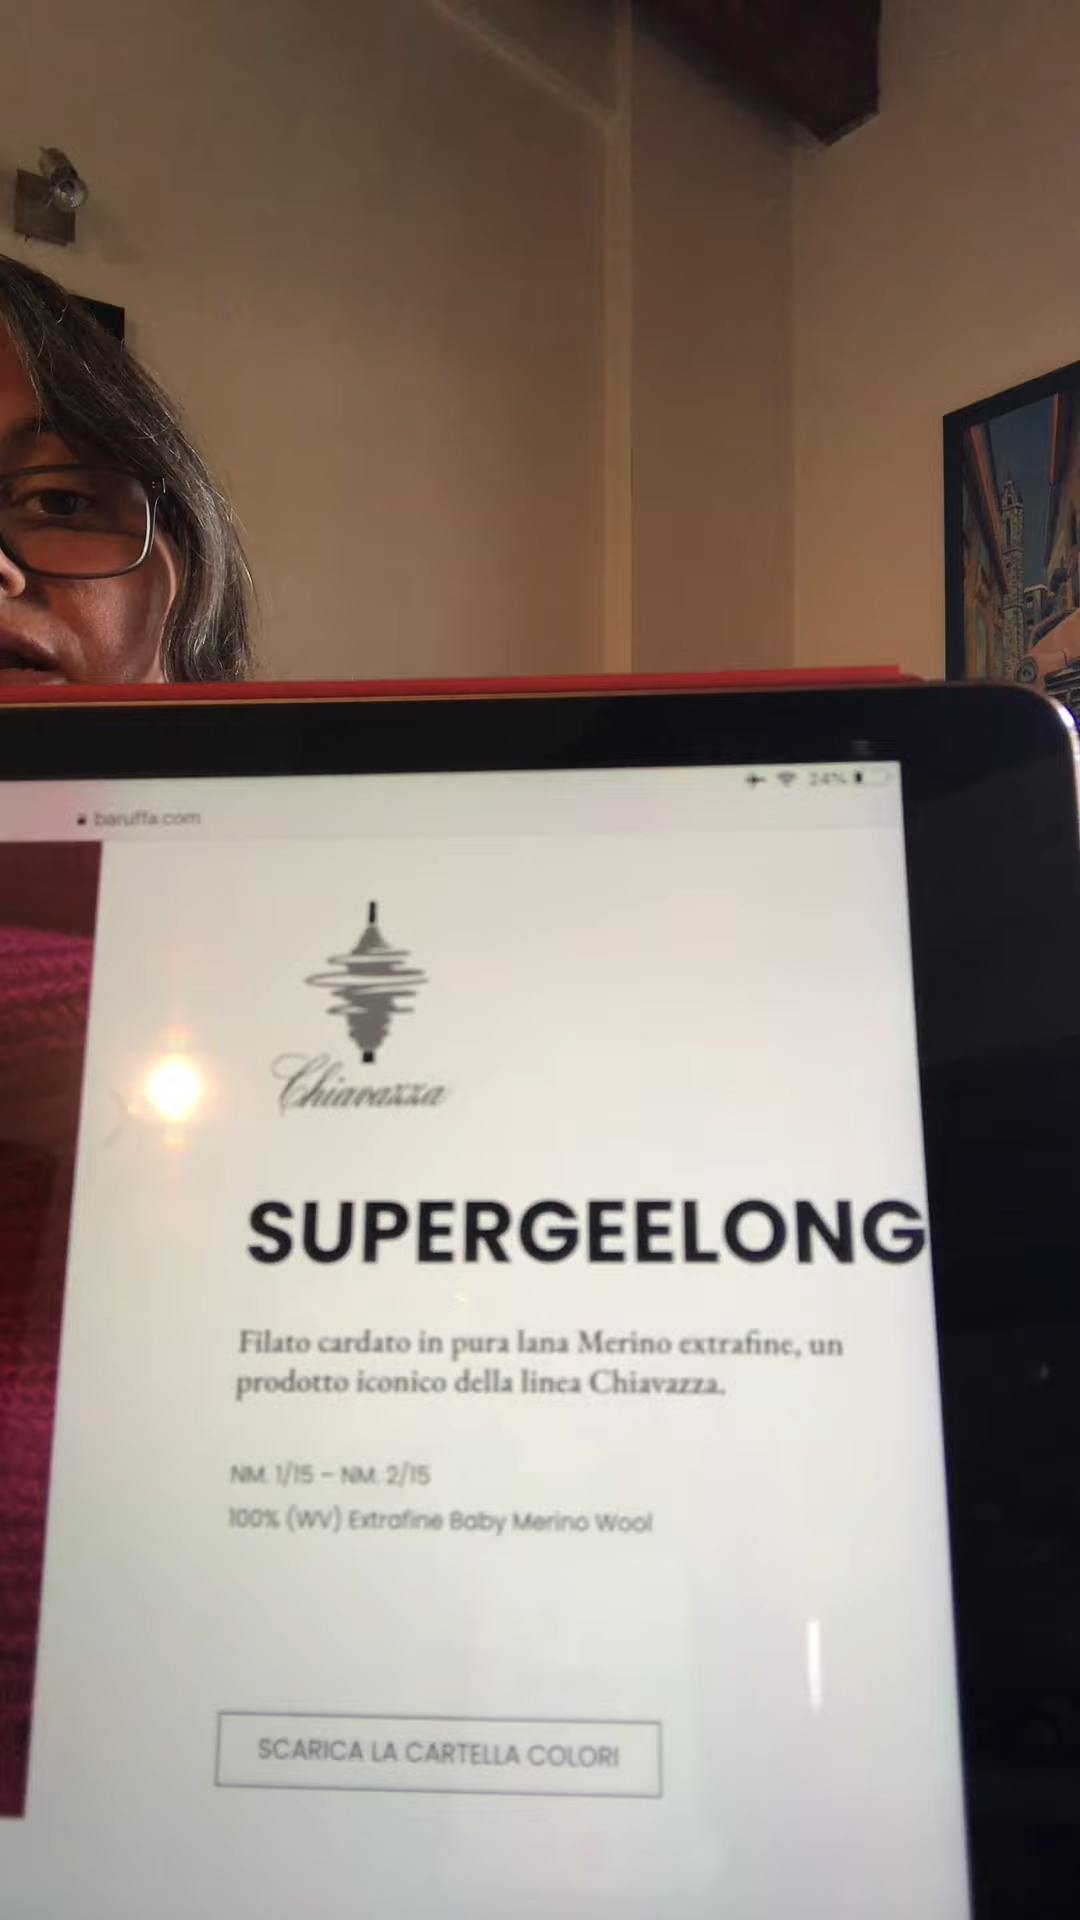 24%
baruffa.com
Chiavazza
SUPERGEELONG
Filato cardato in pura lana Merino extrafine, un
prodotto iconico della linea Chiavazza.
NM. 1/15 – NM. 2/15
100% (WV) Extrafine Baby Merino Wool
SCARICA LA CARTELLA COLORI